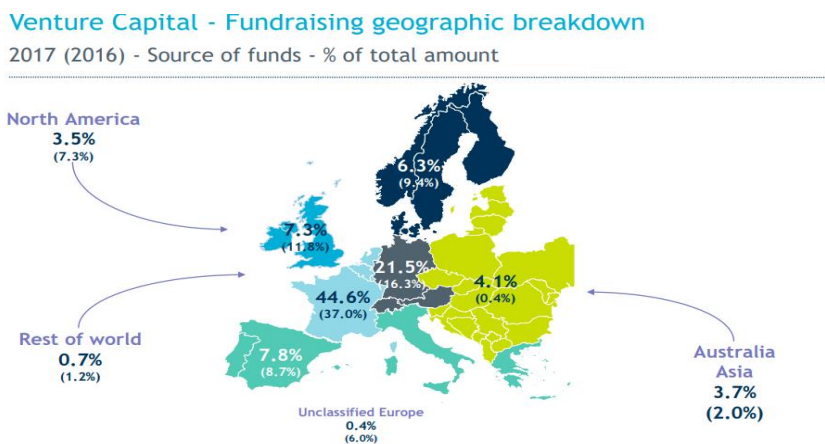 Venture Capital - Fundraising geographic breakdown
2017 (2016) - Source of funds - % of total amount
North America
3.5%
(7.3%)
6.3%
(9.4%)
7.3%
(11.8%)
21.5%
(16.3%)
4.1%
(0.4%)
44.6%
(37.0%)
Rest of world
0.7%
(1.2%)
7.8%
(8.7%)
Australia
Asia
3.7%
(2.0%)
Unclassified Europe
0.4%
(6.0%)